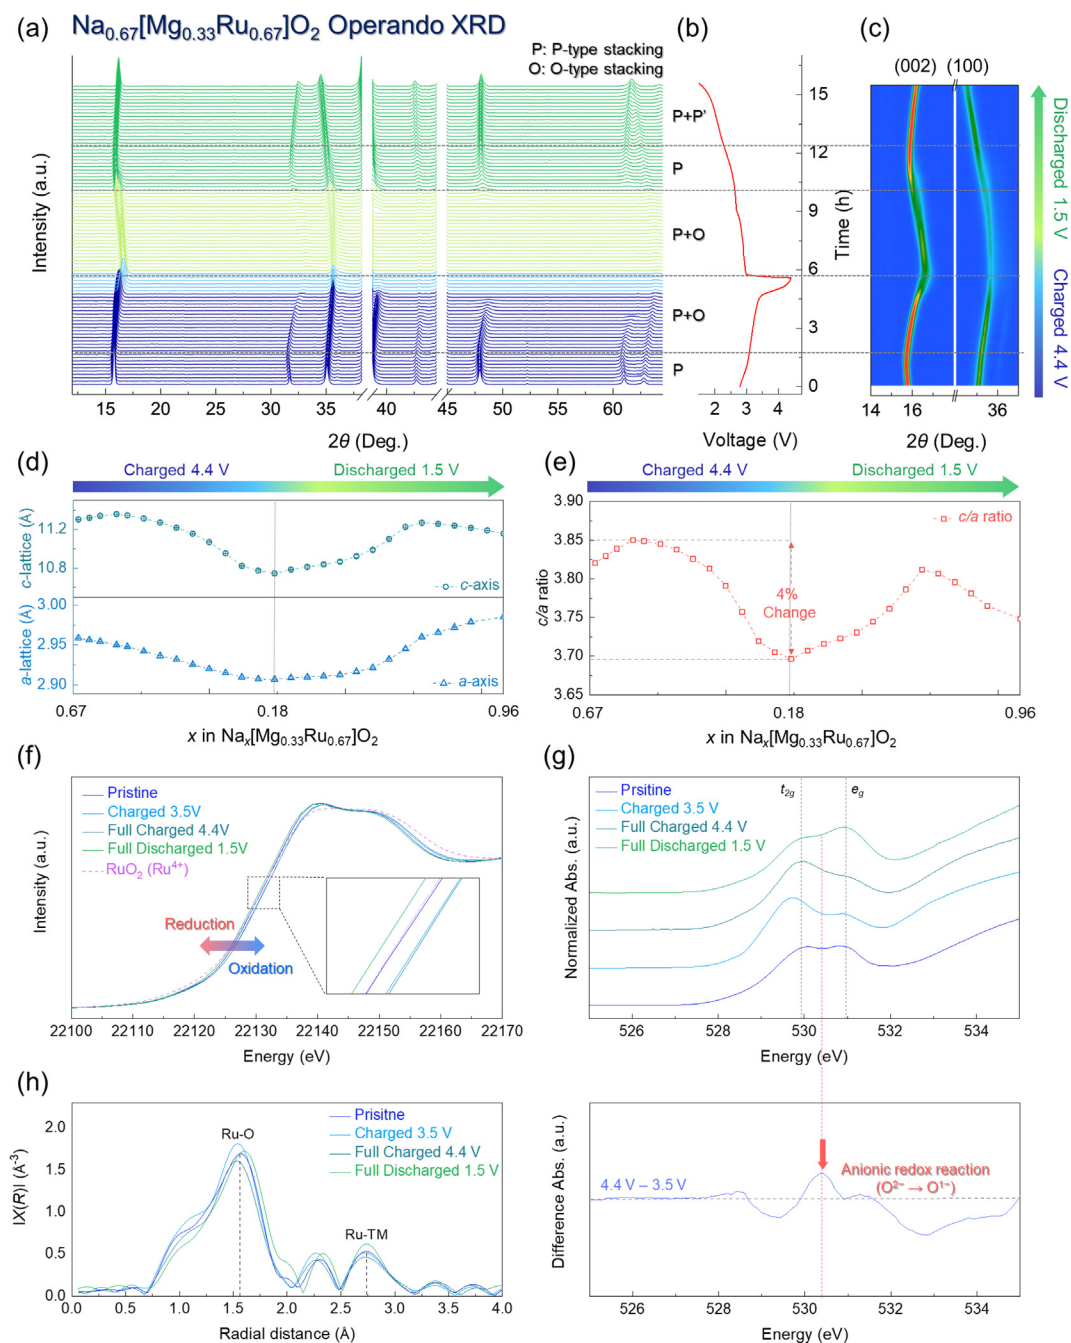 (a)
Na0.67[Mg0.33Ru0.67]O2 Operando XRD
P: P-type stacking
O: O-type stacking
Intensity (a.u.)
15 20 25 30 35 40 45 50 55 60
2θ (Deg.)
(b)
P+P'
P
P+O
P+O
P
15
12
9
6
3
0
Time (h)
2 3 4
Voltage (V)
(c)
(002) (100)
14 16 36
2θ (Deg.)
Discharged 1.5 V
Charged 4.4 V
(d)
Charged 4.4 V
Discharged 1.5 V
11.2
10.8
c-lattice (Å)
c-axis
3.00
2.95
2.90
a-lattice (Å)
a-axis
0.67 0.18 0.96
x in Nax[Mg0.33Ru0.67]O2
(e)
Charged 4.4 V
Discharged 1.5 V
3.90
3.85
3.80
3.75
3.70
3.65
c/a ratio
c/a ratio
4%
Change
0.67 0.18 0.96
x in Nax[Mg0.33Ru0.67]O2
(f)
Pristine
Charged 3.5V
Full Charged 4.4V
Full Discharged 1.5V
RuO2 (Ru4+)
Reduction
Oxidation
Intensity (a.u.)
22100 22110 22120 22130 22140 22150 22160 22170
Energy (eV)
(g)
t2g eg
Prsitine
Charged 3.5 V
Full Charged 4.4 V
Full Discharged 1.5 V
Normalized Abs. (a.u.)
526 528 530 532 534
Energy (eV)
Anionic redox reaction
(O2− → O1−)
4.4 V – 3.5 V
Difference Abs. (a.u.)
526 528 530 532 534
Energy (eV)
(h)
Prisitne
Charged 3.5 V
Full Charged 4.4 V
Full Discharged 1.5 V
Ru-O
Ru-TM
2.0
1.5
1.0
0.5
0.0
|X(R)| (Å-3)
0.0 0.5 1.0 1.5 2.0 2.5 3.0 3.5 4.0
Radial distance (Å)